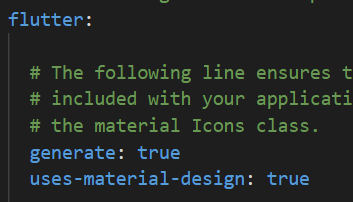 flutter:
# The following line ensures
# included with your
# the material Icons class.
generate: true
uses-material-design: true